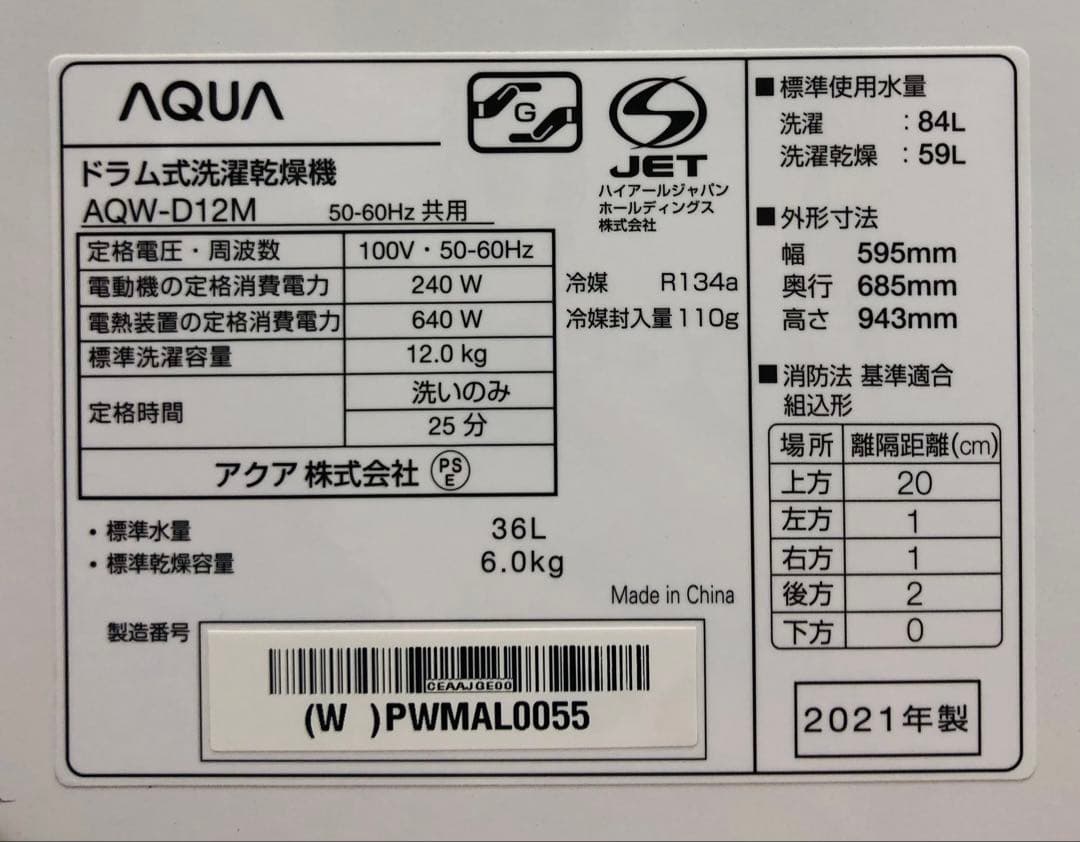 AQUA
G
JET
ハイアールジャパン
ホールディングス
株式会社
ドラム式洗濯乾燥機
AQW-D12M 50-60Hz 共用
定格電圧・周波数 100V・50-60Hz
電動機の定格消費電力 240 W
電熱装置の定格消費電力 640 W
標準洗濯容量 12.0 kg
定格時間 洗いのみ
25 分
アクア 株式会社 PSE
冷媒 R134a
冷媒封入量 110g
・標準水量 36L
・標準乾燥容量 6.0kg
Made in China
製造番号
CEAAJGE00
(W )PWMAL0055
■標準使用水量
洗濯 : 84L
洗濯乾燥 : 59L
■外形寸法
幅 595mm
奥行 685mm
高さ 943mm
■消防法 基準適合
組込形
場所 離隔距離(cm)
上方 20
左方 1
右方 1
後方 2
下方 0
2021年製